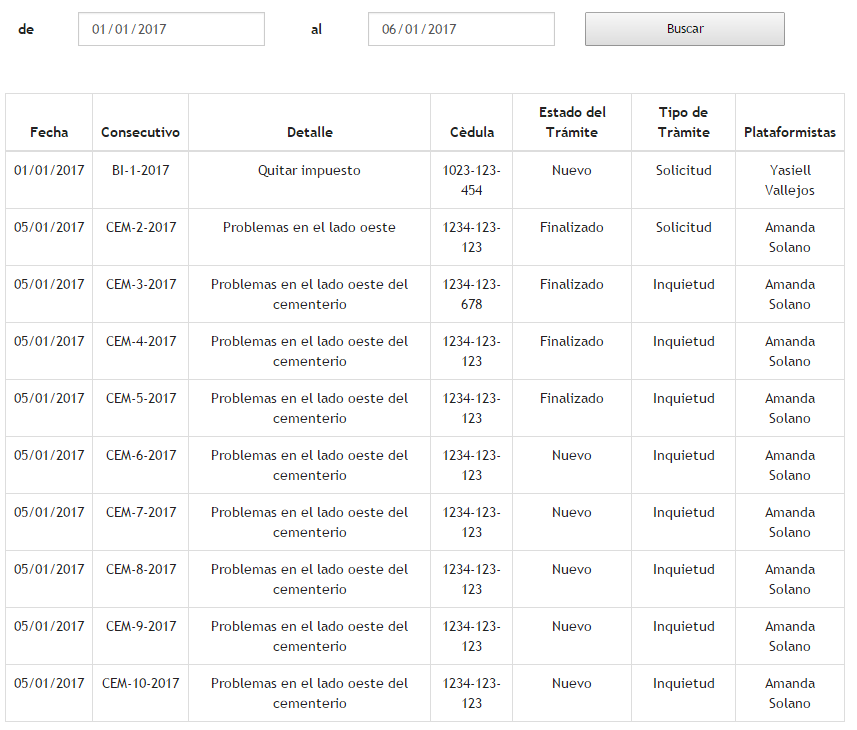 de 01/01/2017 al 06/01/2017 Buscar
Fecha Consecutivo Detalle Cèdula Estado del Trámite Tipo de Tràmite Plataformistas
01/01/2017 BI-1-2017 Quitar impuesto 1023-123-454 Nuevo Solicitud Yasiell Vallejos
05/01/2017 CEM-2-2017 Problemas en el lado oeste 1234-123-123 Finalizado Solicitud Amanda Solano
05/01/2017 CEM-3-2017 Problemas en el lado oeste del cementerio 1234-123-678 Finalizado Inquietud Amanda Solano
05/01/2017 CEM-4-2017 Problemas en el lado oeste del cementerio 1234-123-123 Finalizado Inquietud Amanda Solano
05/01/2017 CEM-5-2017 Problemas en el lado oeste del cementerio 1234-123-123 Finalizado Inquietud Amanda Solano
05/01/2017 CEM-6-2017 Problemas en el lado oeste del cementerio 1234-123-123 Nuevo Inquietud Amanda Solano
05/01/2017 CEM-7-2017 Problemas en el lado oeste del cementerio 1234-123-123 Nuevo Inquietud Amanda Solano
05/01/2017 CEM-8-2017 Problemas en el lado oeste del cementerio 1234-123-123 Nuevo Inquietud Amanda Solano
05/01/2017 CEM-9-2017 Problemas en el lado oeste del cementerio 1234-123-123 Nuevo Inquietud Amanda Solano
05/01/2017 CEM-10-2017 Problemas en el lado oeste del cementerio 1234-123-123 Nuevo Inquietud Amanda Solano